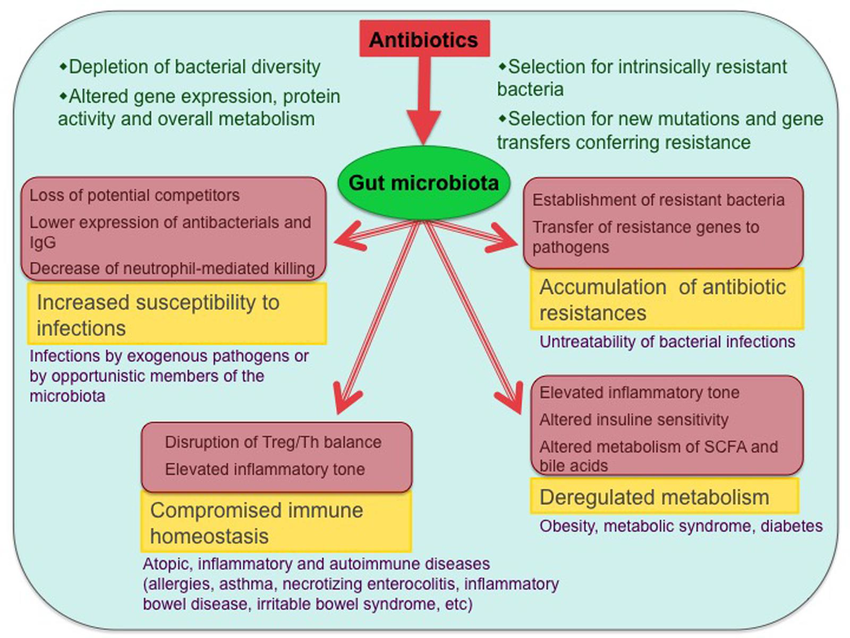 Antibiotics
◆Depletion of bacterial diversity
◆Altered gene expression, protein
activity and overall metabolism
◆Selection for intrinsically resistant
bacteria
◆Selection for new mutations and gene
transfers conferring resistance
Gut microbiota
Loss of potential competitors
Lower expression of antibacterials and
IgG
Decrease of neutrophil-mediated killing
Increased susceptibility to
infections
Infections by exogenous pathogens or
by opportunistic members of the
microbiota
Establishment of resistant bacteria
Transfer of resistance genes to
pathogens
Accumulation of antibiotic
resistances
Untreatability of bacterial infections
Disruption of Treg/Th balance
Elevated inflammatory tone
Compromised immune
homeostasis
Atopic, inflammatory and autoimmune diseases
(allergies, asthma, necrotizing enterocolitis, inflammatory
bowel disease, irritable bowel syndrome, etc)
Elevated inflammatory tone
Altered insuline sensitivity
Altered metabolism of SCFA and
bile acids
Deregulated metabolism
Obesity, metabolic syndrome, diabetes